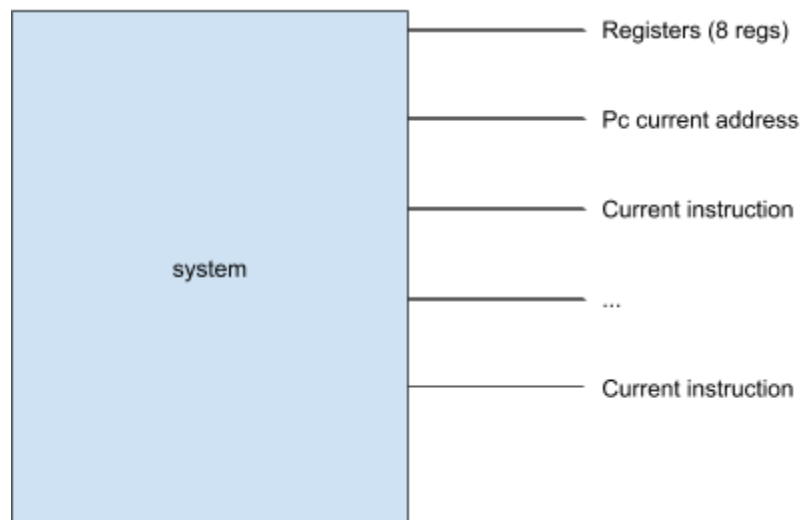 Registers (8 regs)
Pc current address
Current instruction
system
...
Current instruction